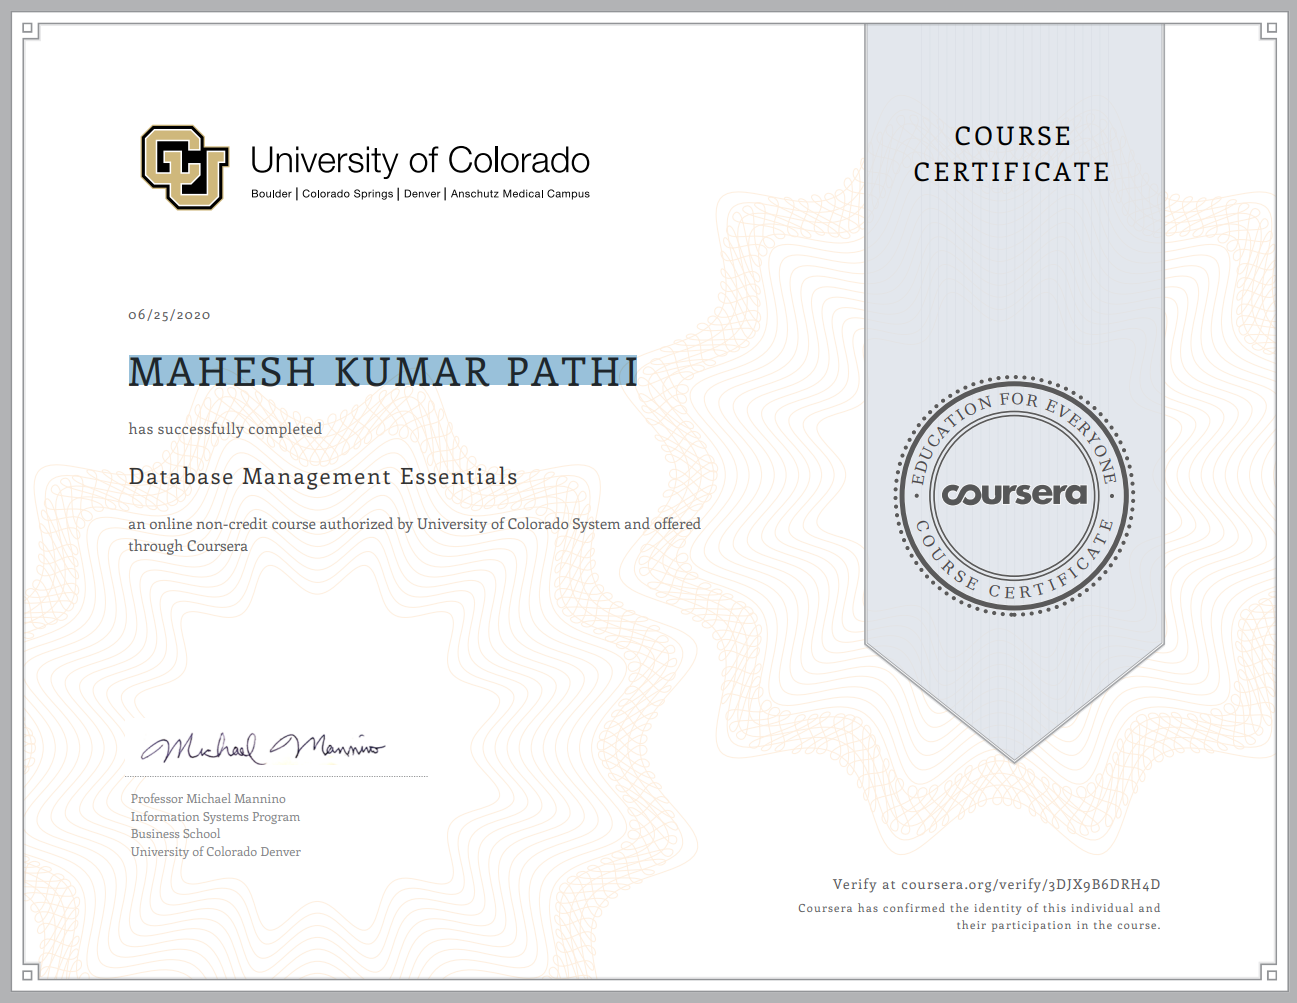 CU
University of Colorado
Boulder | Colorado Springs | Denver | Anschutz Medical Campus
COURSE
CERTIFICATE
06/25/2020
MAHESH KUMAR PATHI
has successfully completed
Database Management Essentials
an online non-credit course authorized by University of Colorado System and offered
through Coursera
EDUCATION FOR EVERYONE
coursera
COURSE CERTIFICATE
Michael Mannino
Professor Michael Mannino
Information Systems Program
Business School
University of Colorado Denver
Verify at coursera.org/verify/3DJX9B6DRH4D
Coursera has confirmed the identity of this individual and
their participation in the course.